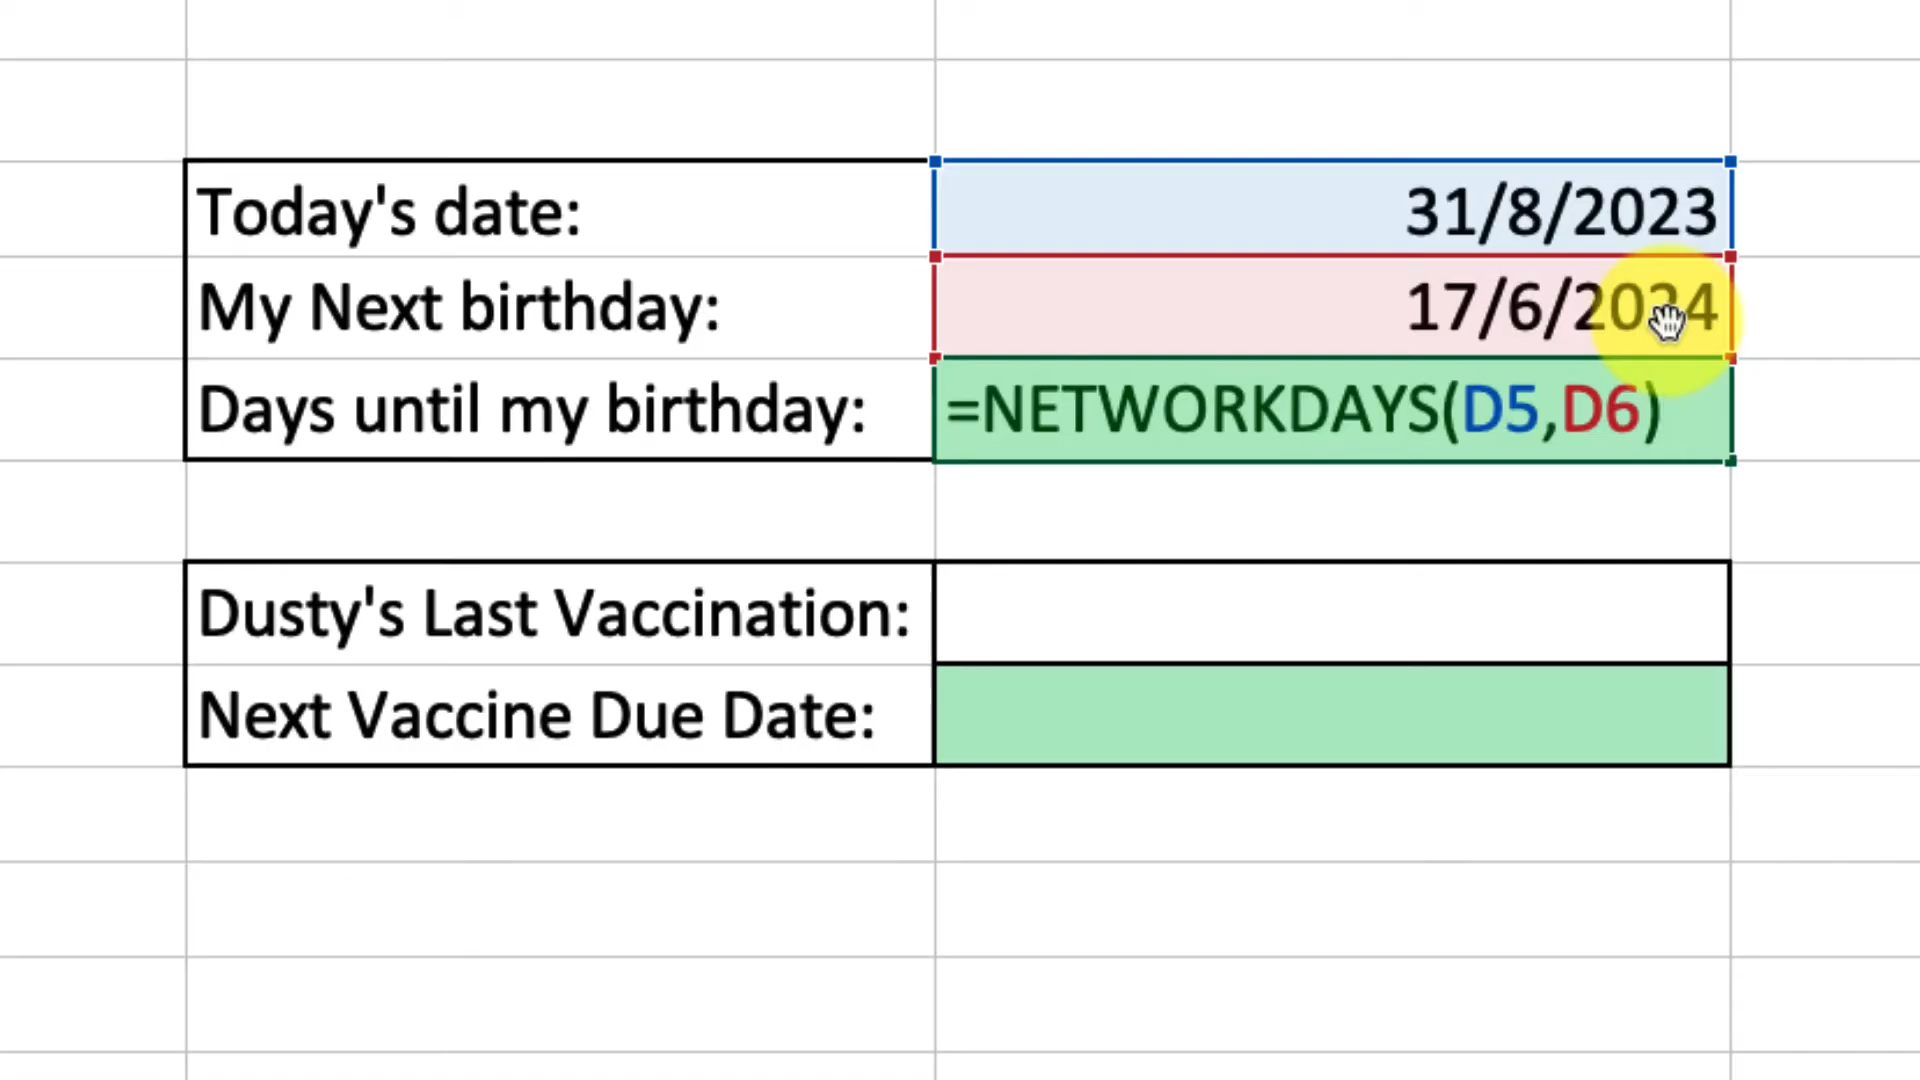 Today's date: 31/8/2023
My Next birthday: 17/6/2024
Days until my birthday: =NETWORKDAYS(D5,D6)
Dusty's Last Vaccination:
Next Vaccine Due Date: